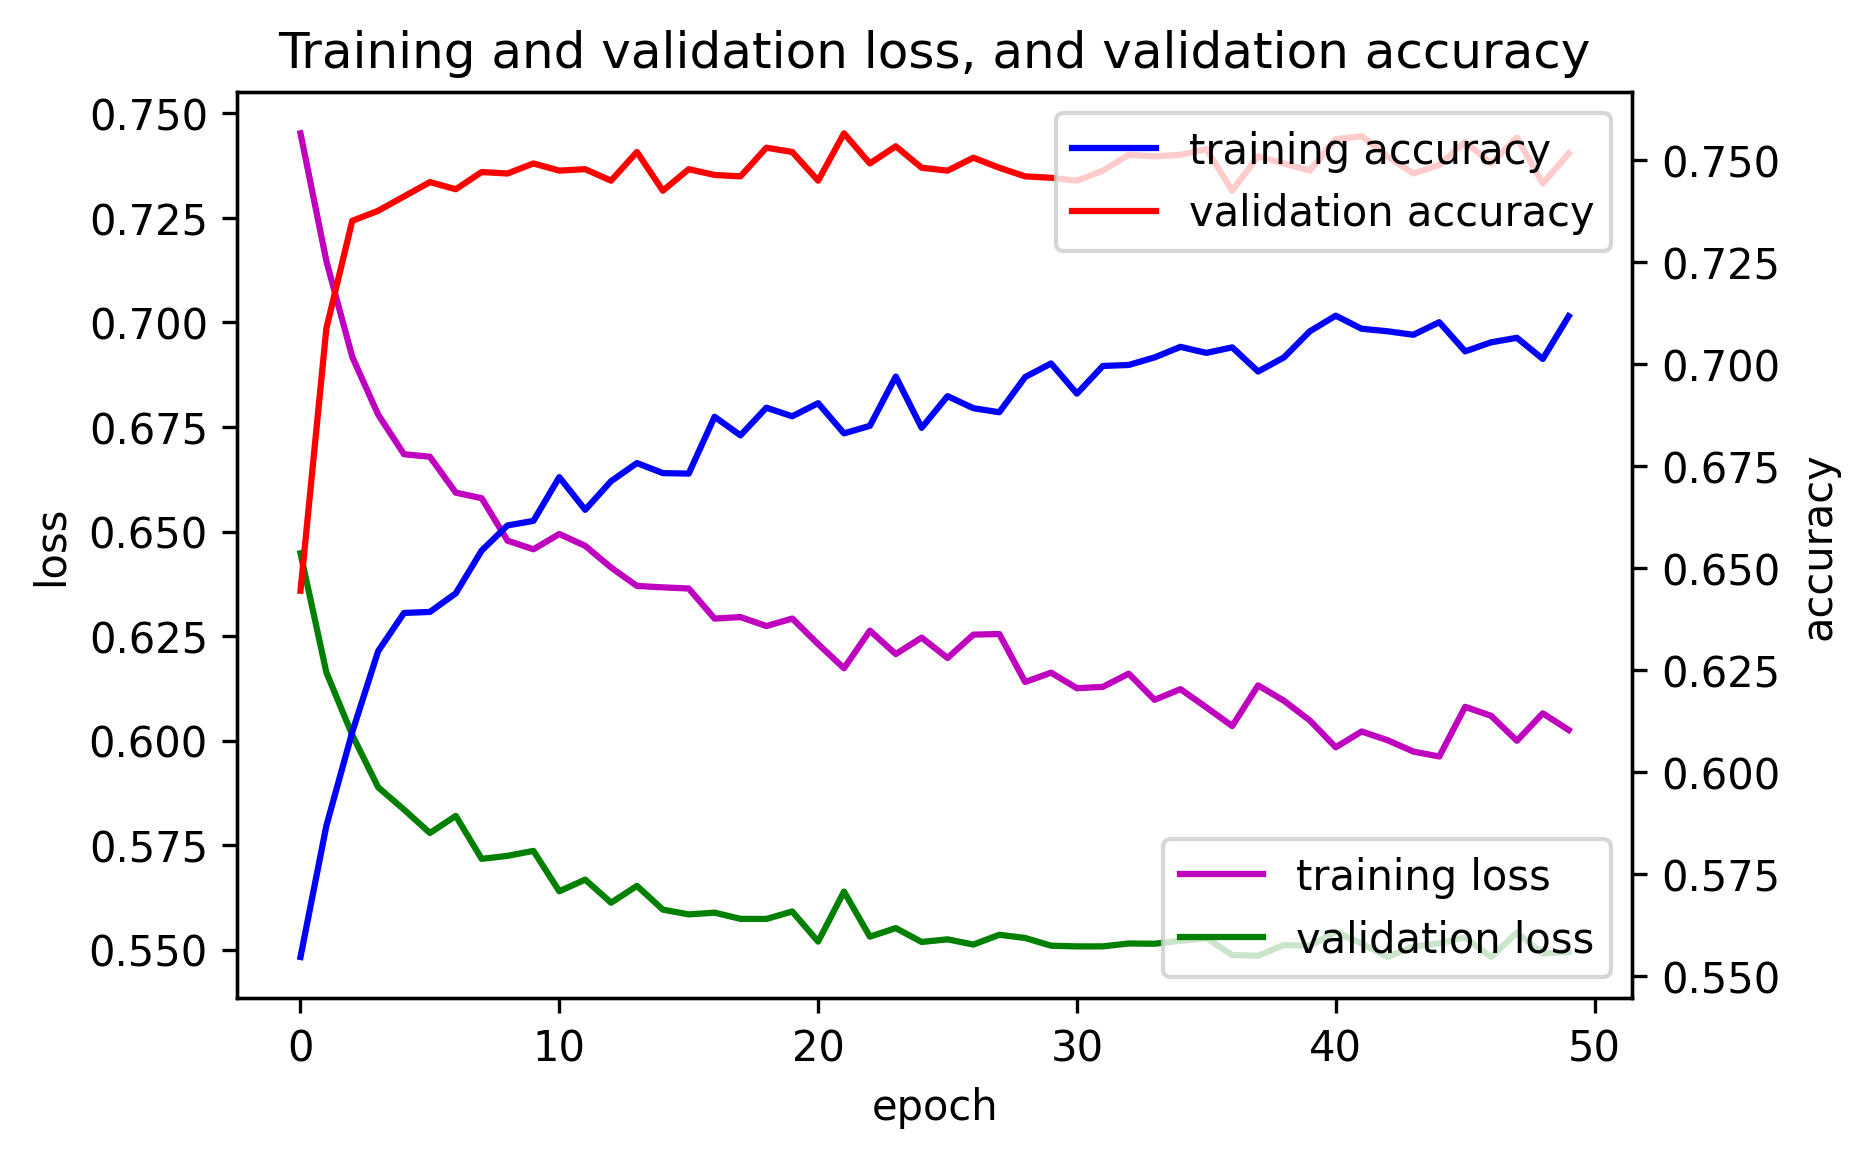 Training and validation loss, and validation accuracy
0.750
0.725
0.700
0.675
0.650
0.625
0.600
0.575
0.550
loss
training accuracy
validation accuracy
training loss
validation loss
0.750
0.725
0.700
0.675
0.650
0.625
0.600
0.575
0.550
accuracy
0 10 20 30 40 50
epoch